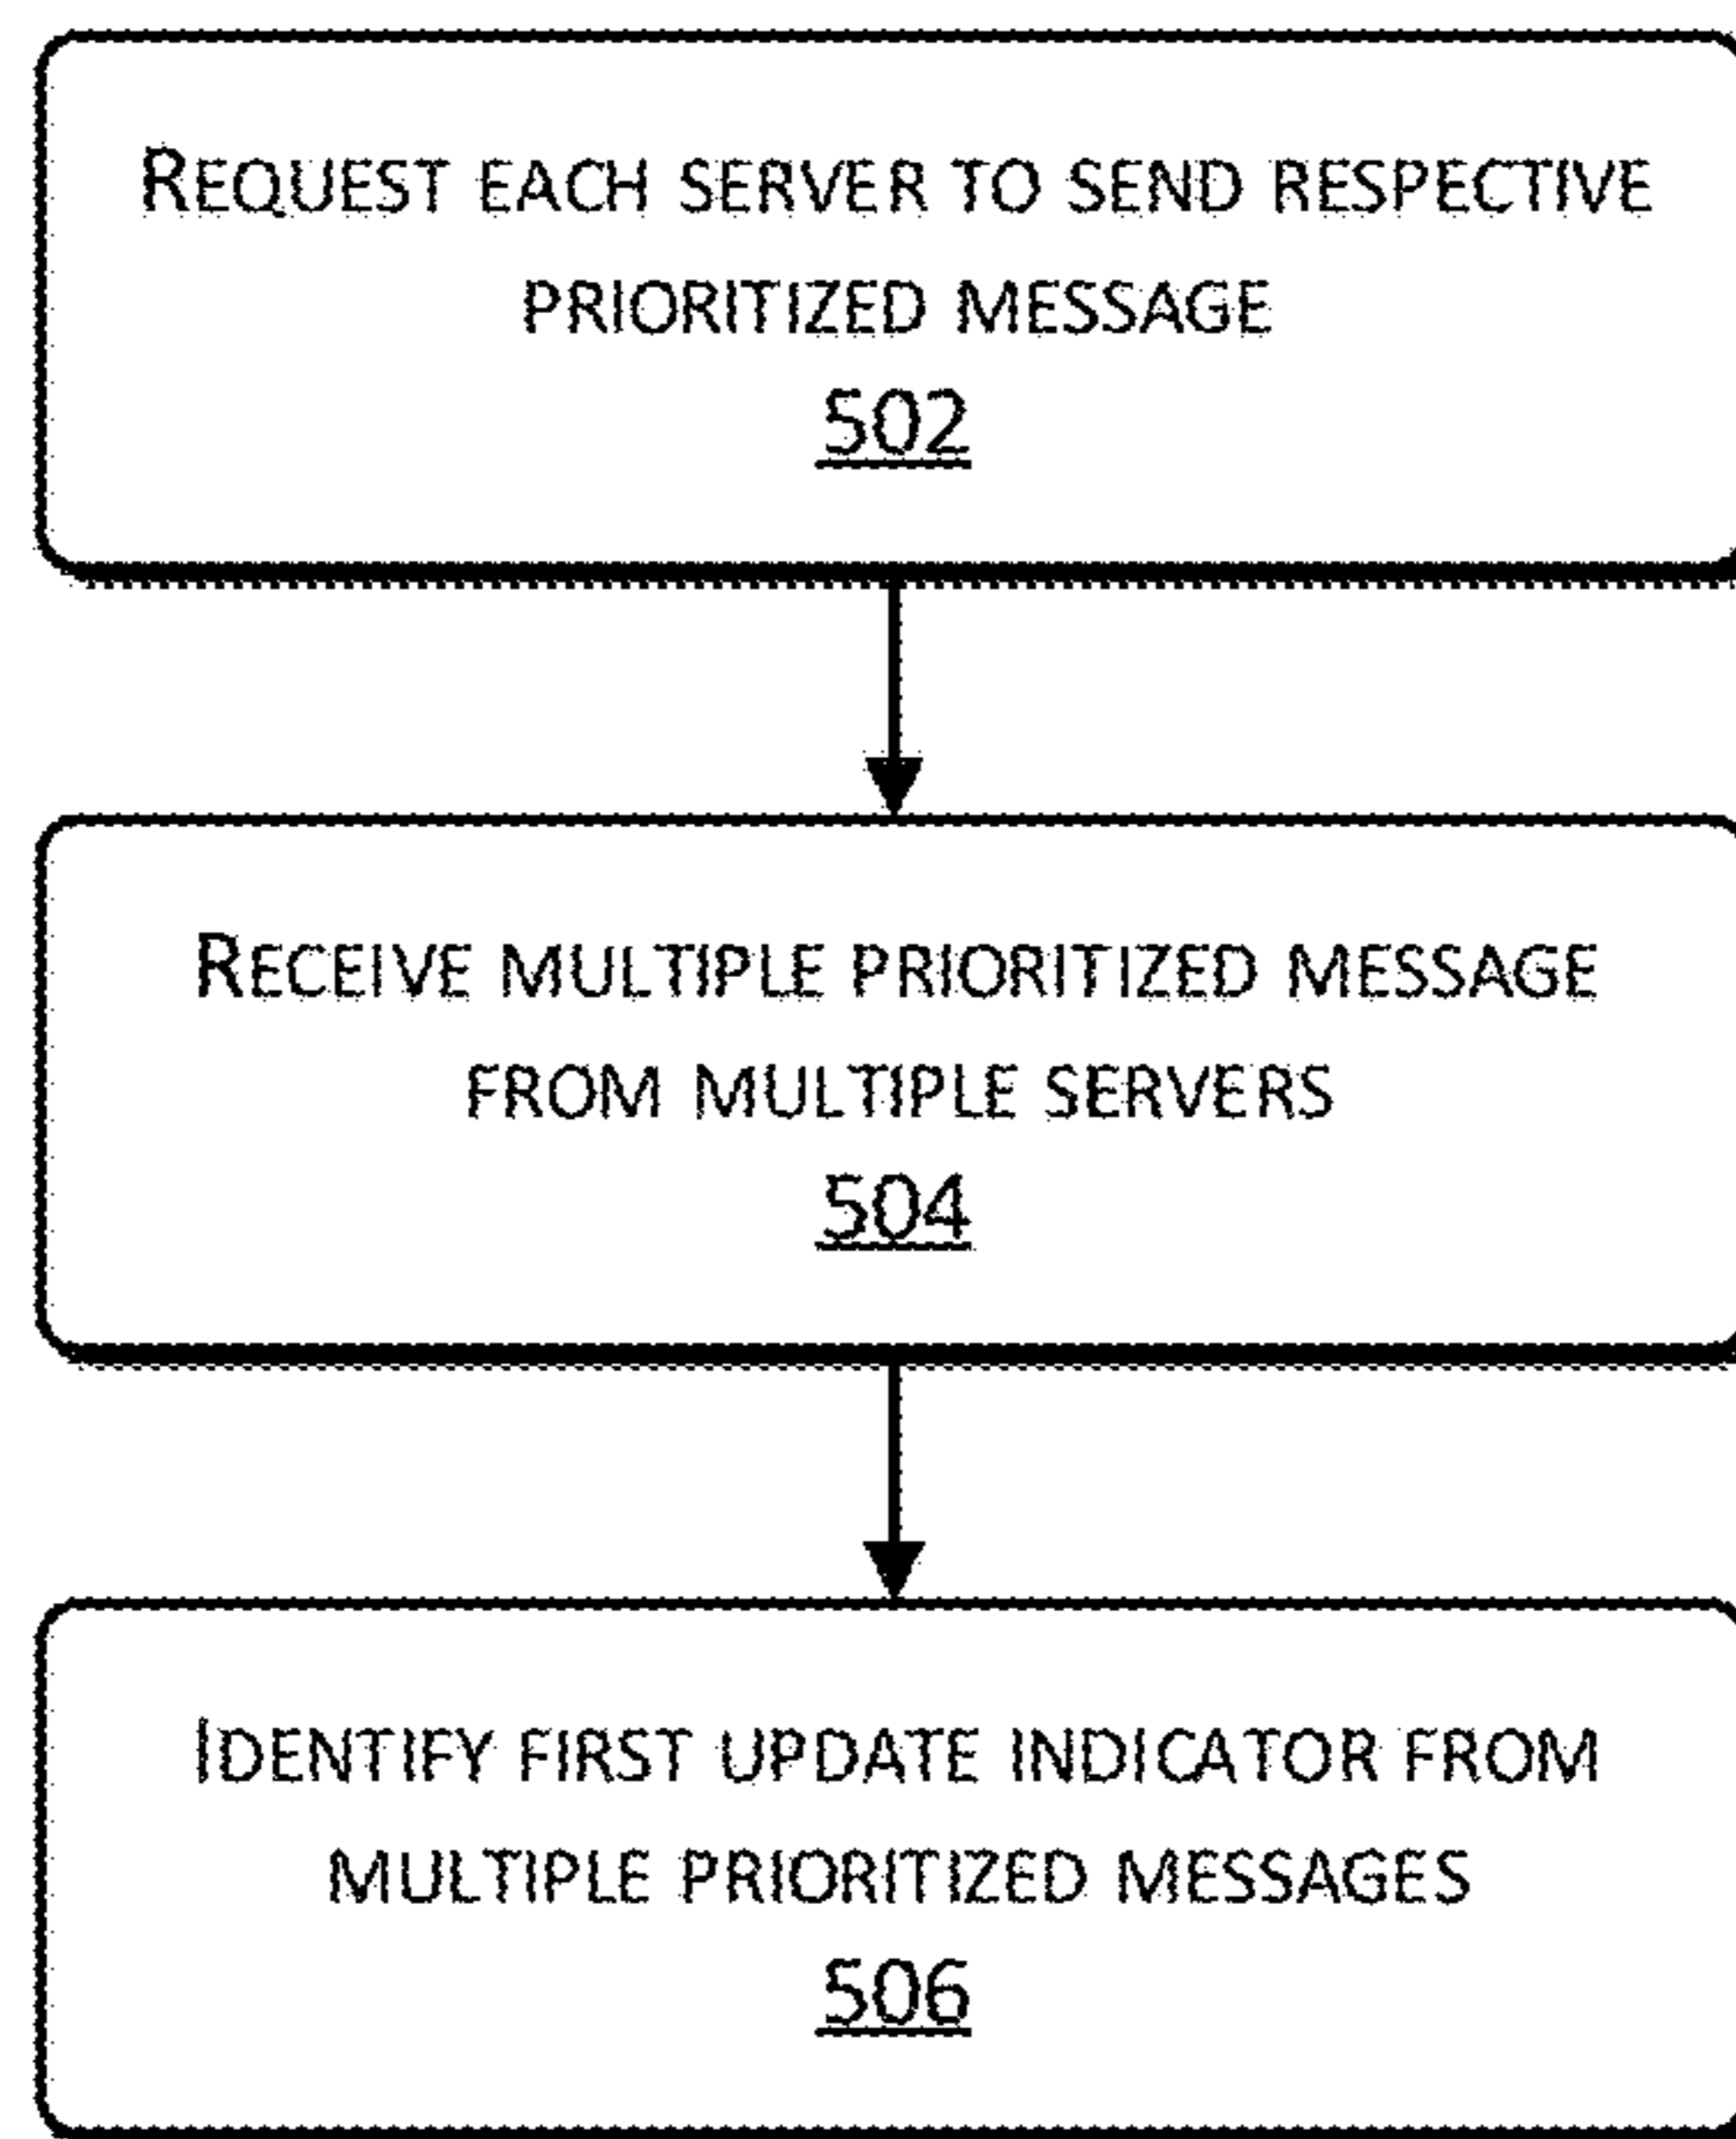 REQUEST EACH SERVER TO SEND RESPECTIVE
PRIORITIZED MESSAGE
502
RECEIVE MULTIPLE PRIORITIZED MESSAGE
FROM MULTIPLE SERVERS
504
IDENTIFY FIRST UPDATE INDICATOR FROM
MULTIPLE PRIORITIZED MESSAGES
506